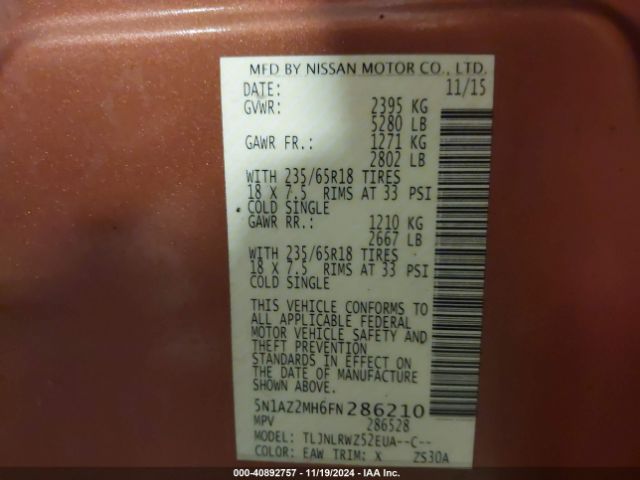 MFD BY NISSAN MOTOR CO., LTD.
DATE: 11/15
GVWR: 2395 KG
5280 LB
GAWR FR.: 1271 KG
2802 LB
WITH 235/65R18 TIRES
18 X 7.5 RIMS AT 33 PSI
COLD SINGLE
GAWR RR.: 1210 KG
2667 LB
WITH 235/65R18 TIRES
18 X 7.5 RIMS AT 33 PSI
COLD SINGLE
THIS VEHICLE CONFORMS TO
ALL APPLICABLE FEDERAL
MOTOR VEHICLE SAFETY AND
THEFT PREVENTION
STANDARDS IN EFFECT ON
THE DATE OF MANUFACTURE
SHOWN ABOVE.
5N1AZ2MH6FN286210
MPV 286528
MODEL: TLJNLRWZ52EUA--C--
COLOR: EAW TRIM: X ZS30A
000-40892757 - 11/19/2024 - IAA Inc.